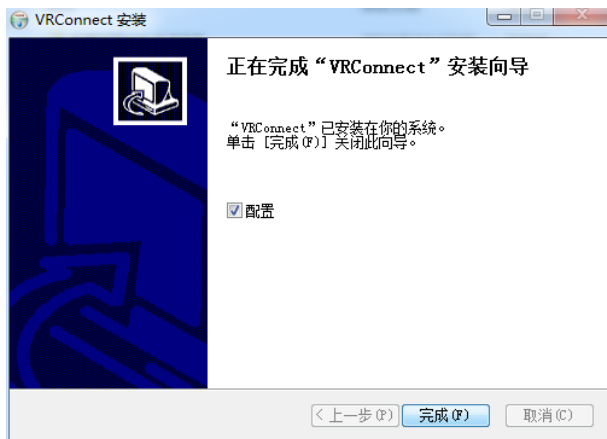 VRConnect 安装
正在完成“VRConnect”安装向导
“VRConnect”已安装在你的系统。
单击 [完成(F)] 关闭此向导。
配置
< 上一步(P)
完成(F)
取消(C)